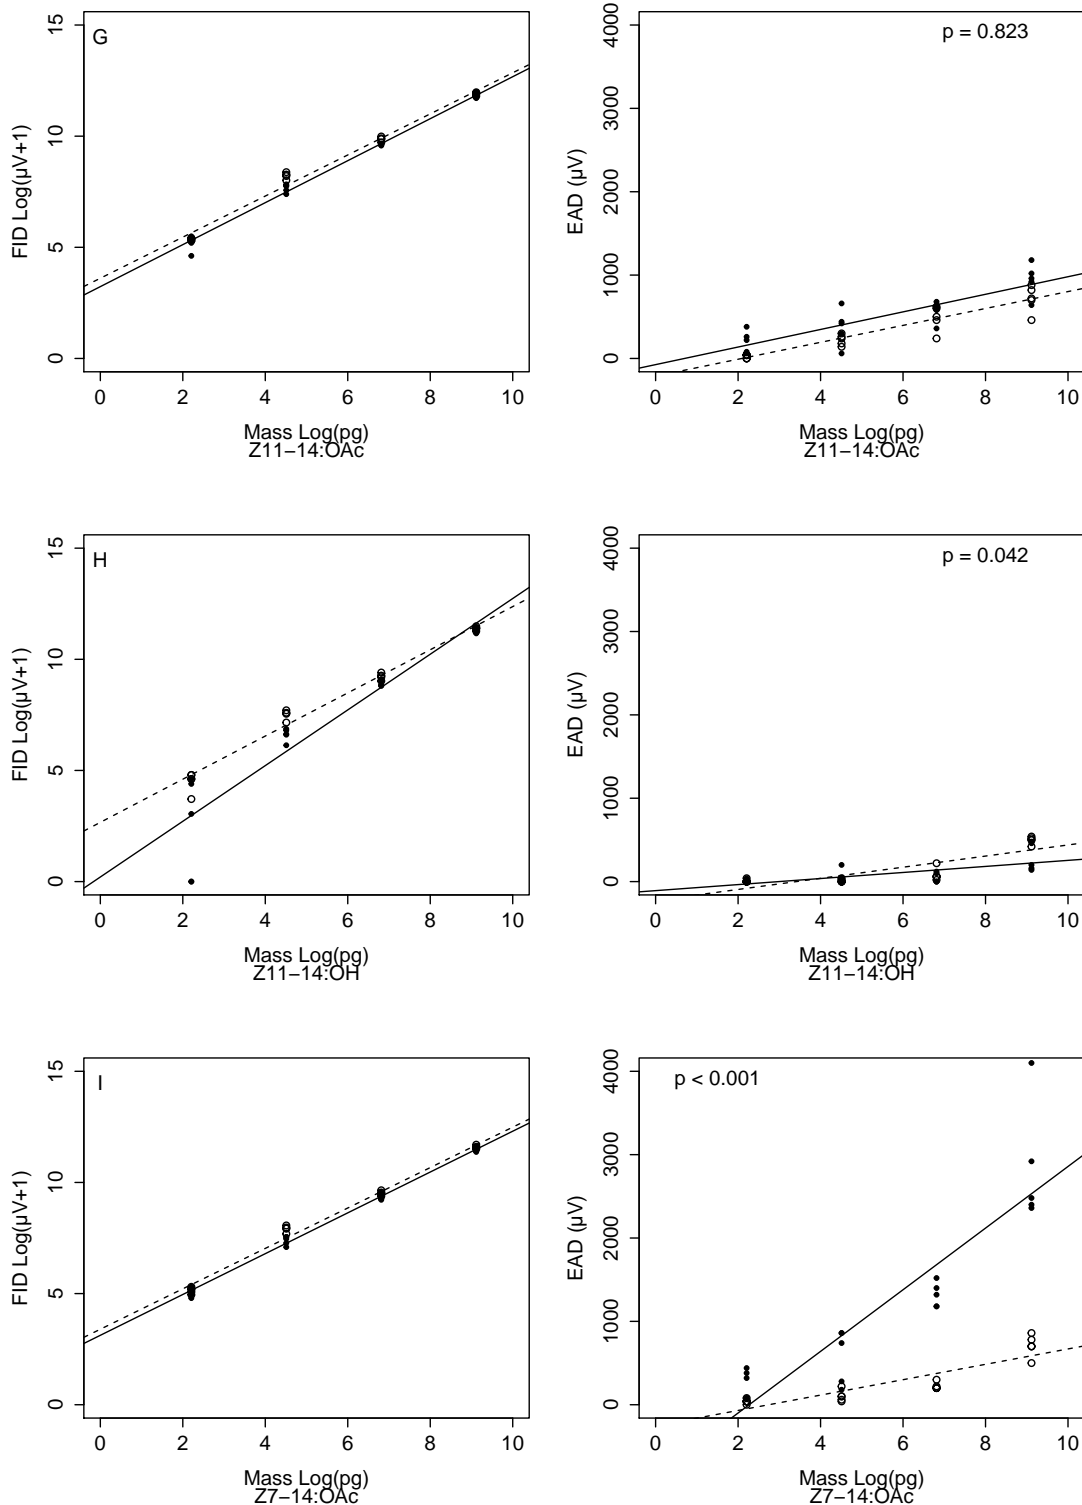 G
15
10
5
0
FID Log(µV+1)
0 2 4 6 8 10
Mass Log(pg)
Z11−14:OAc
p = 0.823
4000
3000
2000
1000
0
EAD (µV)
0 2 4 6 8 10
Mass Log(pg)
Z11−14:OAc
H
15
10
5
0
FID Log(µV+1)
0 2 4 6 8 10
Mass Log(pg)
Z11−14:OH
p = 0.042
4000
3000
2000
1000
0
EAD (µV)
0 2 4 6 8 10
Mass Log(pg)
Z11−14:OH
I
15
10
5
0
FID Log(µV+1)
0 2 4 6 8 10
Mass Log(pg)
Z7−14:OAc
p < 0.001
4000
3000
2000
1000
0
EAD (µV)
0 2 4 6 8 10
Mass Log(pg)
Z7−14:OAc